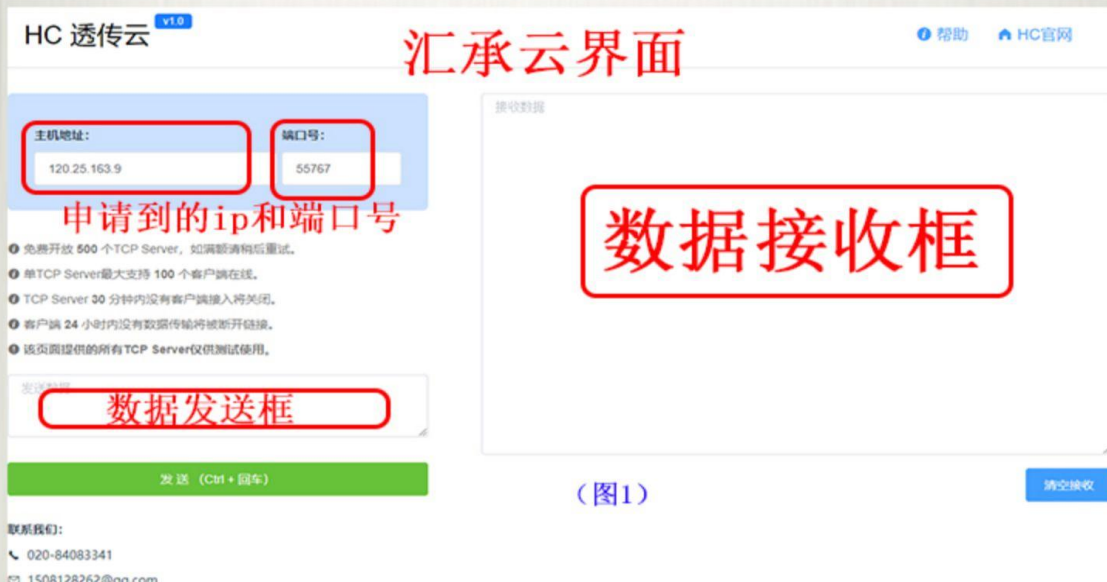 HC 透传云 v1.0
汇承云界面
帮助
HC官网
主机地址：
端口号：
120.25.163.9
55767
申请到的ip和端口号
免费开放 500 个TCP Server，如满额请稍后重试。
单TCP Server最大支持 100 个客户端在线。
TCP Server 30 分钟内没有客户端接入将关闭。
客户端 24 小时内没有数据传输将被断开链接。
该页面提供的所有TCP Server仅供测试使用。
数据发送框
发 送 （Ctrl + 回车）
联系我们：
020-84083341
1508128262@qq.com
接收数据
数据接收框
（图1）
清空接收